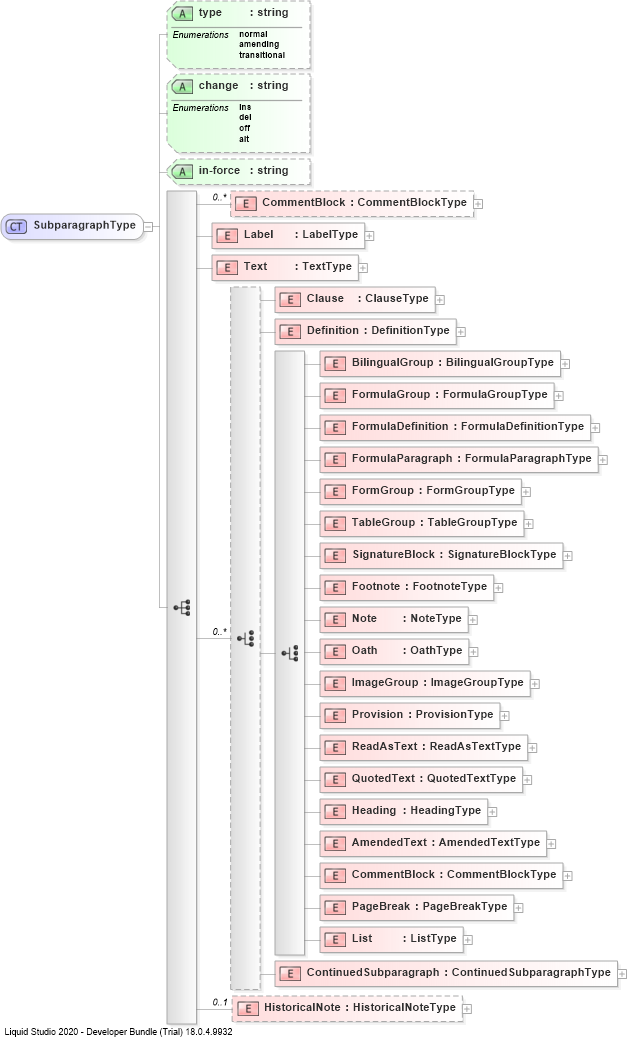 A type : string
Enumerations normal
amending
transitional
A change : string
Enumerations ins
del
off
alt
A in-force : string
0..* E CommentBlock : CommentBlockType
CT SubparagraphType
E Label : LabelType
E Text : TextType
E Clause : ClauseType
E Definition : DefinitionType
E BilingualGroup : BilingualGroupType
E FormulaGroup : FormulaGroupType
E FormulaDefinition : FormulaDefinitionType
E FormulaParagraph : FormulaParagraphType
E FormGroup : FormGroupType
E TableGroup : TableGroupType
E SignatureBlock : SignatureBlockType
E Footnote : FootnoteType
E Note : NoteType
0..*
E Oath : OathType
E ImageGroup : ImageGroupType
E Provision : ProvisionType
E ReadAsText : ReadAsTextType
E QuotedText : QuotedTextType
E Heading : HeadingType
E AmendedText : AmendedTextType
E CommentBlock : CommentBlockType
E PageBreak : PageBreakType
E List : ListType
E ContinuedSubparagraph : ContinuedSubparagraphType
0..1 E HistoricalNote : HistoricalNoteType
Liquid Studio 2020 - Developer Bundle (Trial) 18.0.4.9932